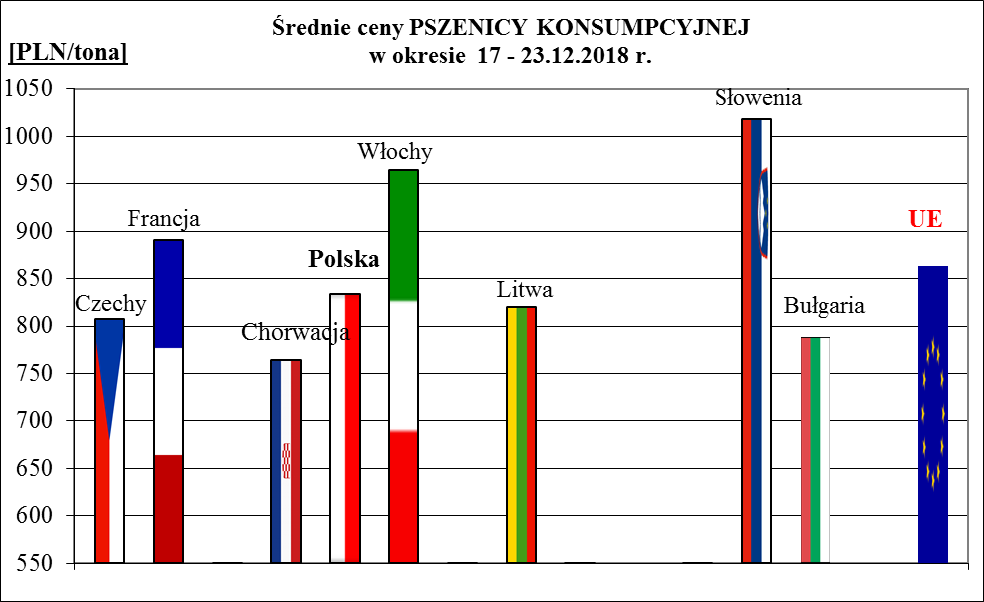 Średnie ceny PSZENICY KONSUMPCYJNEJ
w okresie 17 - 23.12.2018 r.
[PLN/tona]
1050
1000
950
900
850
800
750
700
650
600
550
Czechy
Francja
Chorwacja
Polska
Włochy
Litwa
Słowenia
Bułgaria
UE